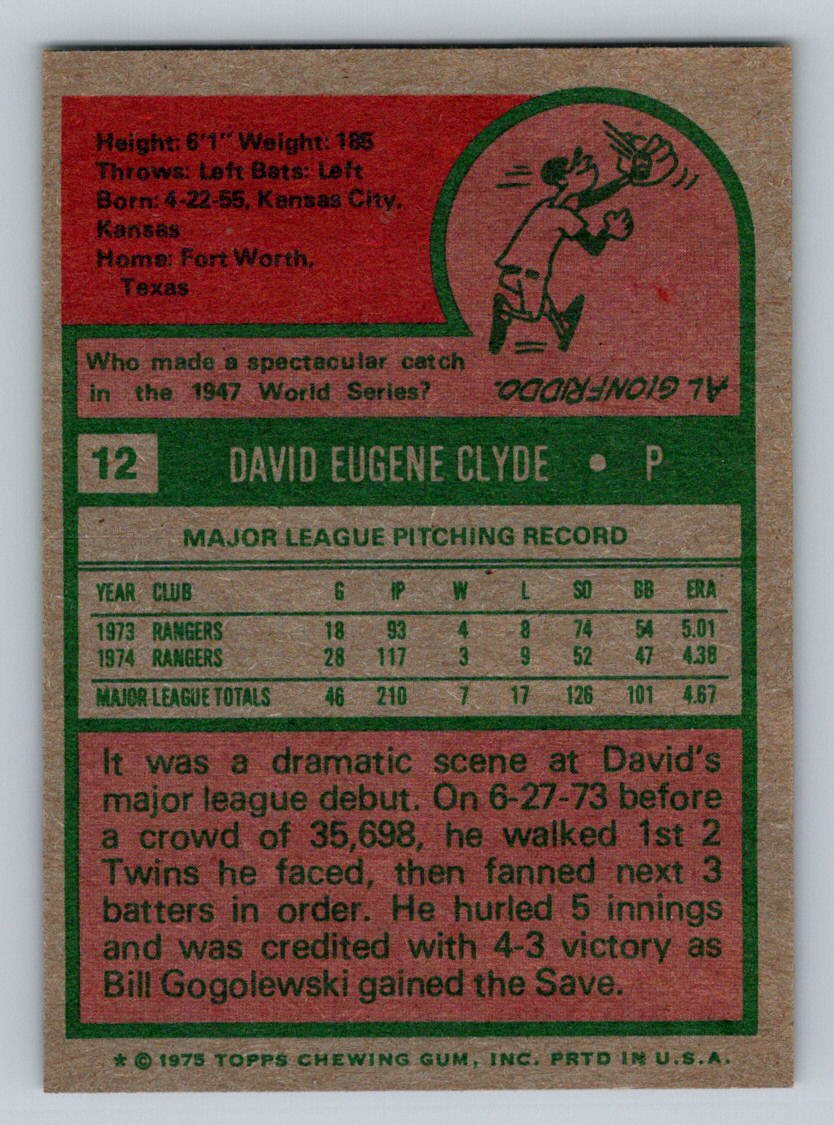 Height: 6'1" Weight: 185
Throws: Left Bats: Left
Born: 4-22-55, Kansas City,
Kansas
Home: Fort Worth,
Texas
Who made a spectacular catch
in the 1947 World Series?
AL GIONFRIDDO.
12 DAVID EUGENE CLYDE • P
MAJOR LEAGUE PITCHING RECORD
YEAR CLUB G IP W L SO BB ERA
1973 RANGERS 18 93 4 8 74 54 5.01
1974 RANGERS 28 117 3 9 52 47 4.38
MAJOR LEAGUE TOTALS 46 210 7 17 126 101 4.67
It was a dramatic scene at David's
major league debut. On 6-27-73 before
a crowd of 35,698, he walked 1st 2
Twins he faced, then fanned next 3
batters in order. He hurled 5 innings
and was credited with 4-3 victory as
Bill Gogolewski gained the Save.
* © 1975 TOPPS CHEWING GUM, INC. PRTD IN U.S.A.